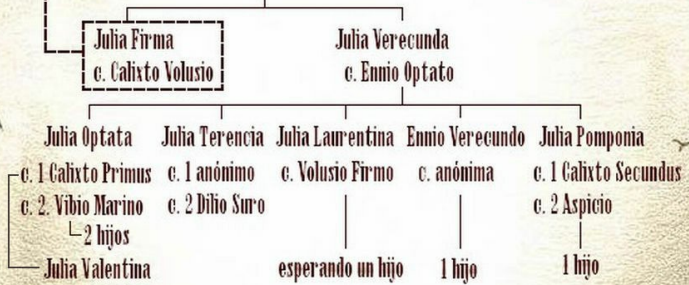 Julia Firma
c. Calixto Volusio
Julia Verecunda
c. Ennio Optato
Julia Optata
c. 1 Calixto Primus
c. 2. Vibio Marino
2 hijos
Julia Valentina
Julia Terencia
c. 1 anónimo
c. 2 Dilio Suro
Julia Laurentina
c. Volusio Firmo
esperando un hijo
Ennio Verecundo
c. anónima
1 hijo
Julia Pomponia
c. 1 Calixto Secundus
c. 2 Aspicio
1 hijo